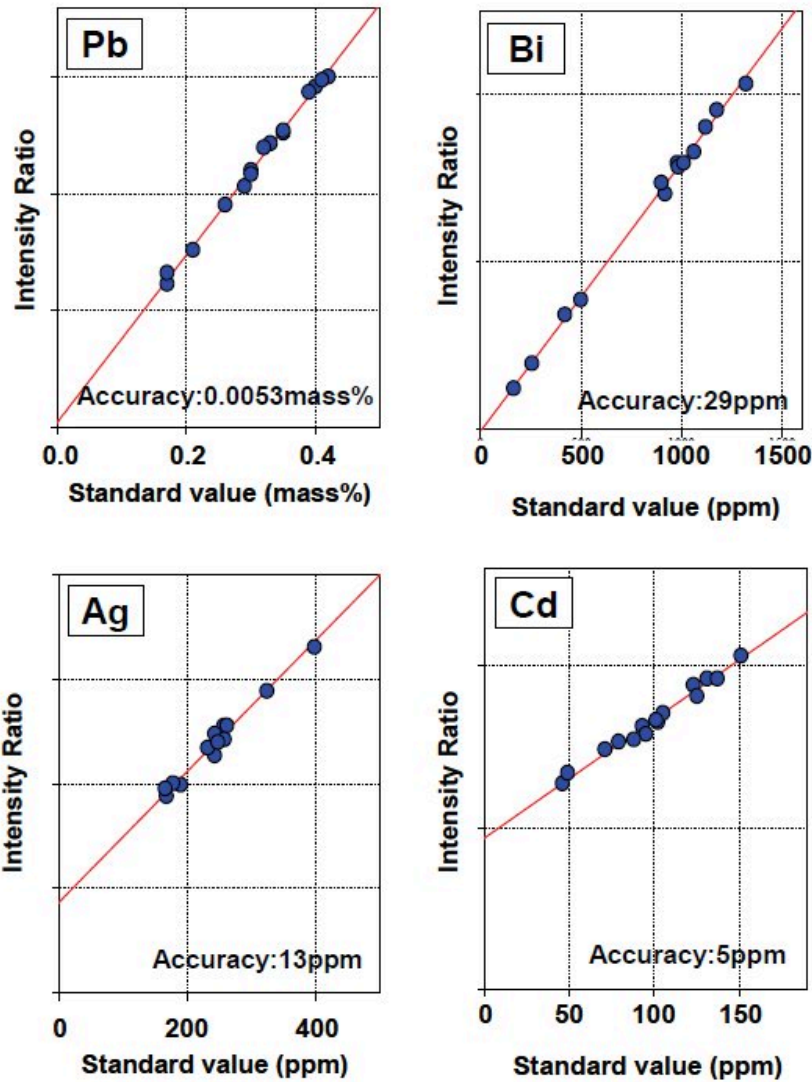 Pb
Intensity Ratio
Accuracy:0.0053mass%
0.0 0.2 0.4
Standard value (mass%)
Bi
Intensity Ratio
Accuracy:29ppm
0 500 1000 1500
Standard value (ppm)
Ag
Intensity Ratio
Accuracy:13ppm
0 200 400
Standard value (ppm)
Cd
Intensity Ratio
Accuracy:5ppm
0 50 100 150
Standard value (ppm)